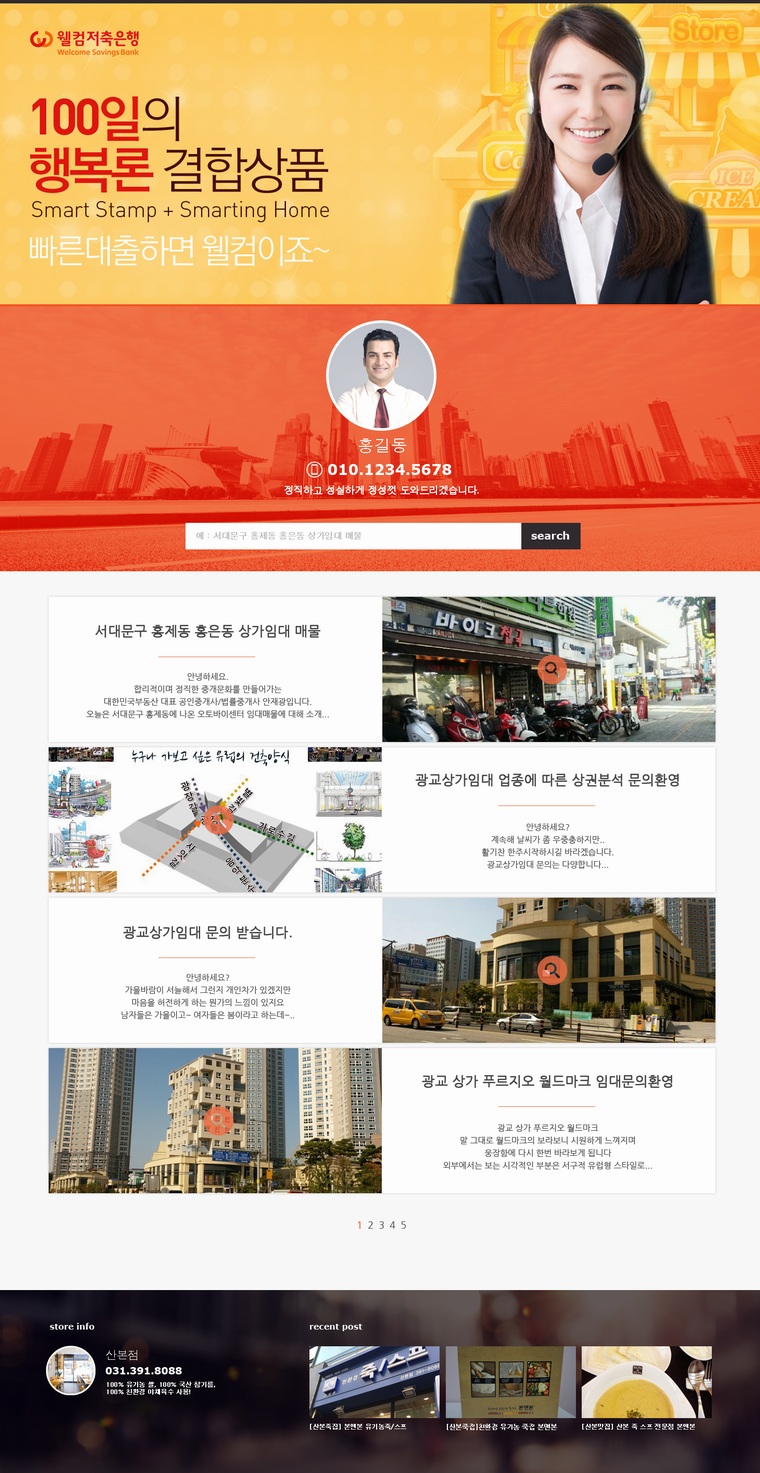 웰컴저축은행
Welcome Savings Bank
Store
100일의
행복론 결합상품
Smart Stamp + Smarting Home
빠른대출하면 웰컴이죠~
ICE
CREA
홍길동
010.1234.5678
정직하고 성실하게 정성껏 도와드리겠습니다.
예 : 서대문구 홍제동 홍은동 상가임대 매물
search
서대문구 홍제동 홍은동 상가임대 매물
안녕하세요.
합리적이며 정직한 중개문화를 만들어가는
대한민국부동산 대표 공인중개사/법률중개사 안재광입니다.
오늘은 서대문구 홍제동에 나온 오토바이센터 임대매물에 대해 소개...
바이크천국
누구나 가보고 싶은 유럽의 건축양식
가로수길
광교상가임대 업종에 따른 상권분석 문의환영
안녕하세요?
계속해 날씨가 좀 우중충하지만..
활기찬 한주시작하시길 바라겠습니다.
광교상가임대 문의는 다양합니다...
광교상가임대 문의 받습니다.
안녕하세요?
가을바람이 서늘해서 그런지 개인차가 있겠지만
마음을 허전하게 하는 뭔가의 느낌이 있지요
남자들은 가을이고~ 여자들은 봄이라고 하는데~..
광교 상가 푸르지오 월드마크 임대문의환영
광교 상가 푸르지오 월드마크
말 그대로 월드마크의 보라보니 시원하게 느껴지며
웅장함에 다시 한번 바라보게 됩니다
외부에서는 보는 시각적인 부분은 서구적 유럽형 스타일로...
1 2 3 4 5
store info
recent post
산본점
031.391.8088
100% 유기농 쌀, 100% 국산 참기름,
100% 친환경 야채육수 사용!
죽/스프
[산본죽집] 본앤본 유기농죽/스프
[산본죽집]친환경 유기농 죽집 본앤본
[산본맛집] 산본 죽 스프 전문점 본앤본